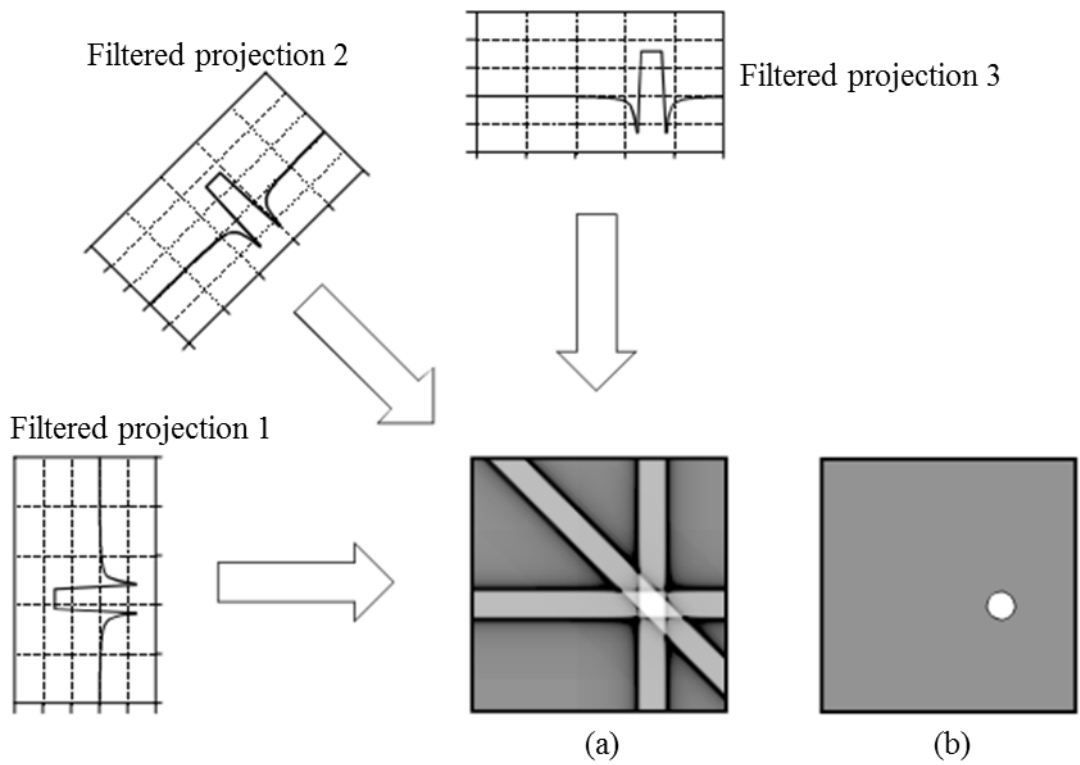 Filtered projection 2
Filtered projection 3
Filtered projection 1
(a)
(b)